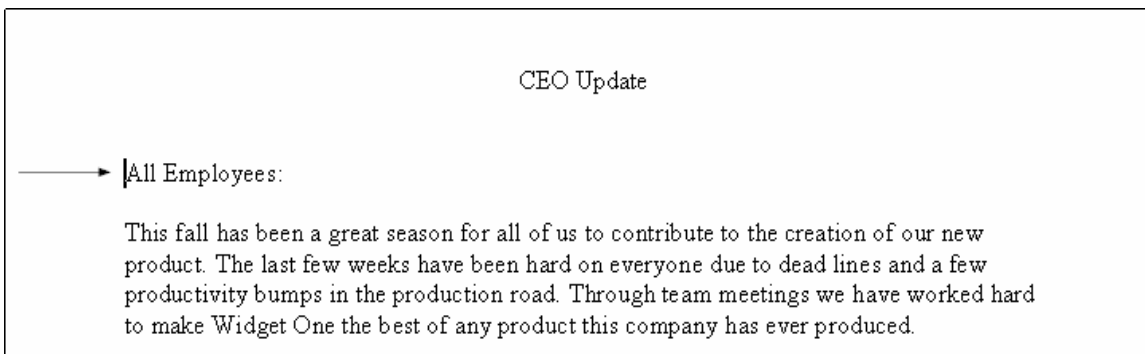 CEO Update
All Employees:
This fall has been a great season for all of us to contribute to the creation of our new
product. The last few weeks have been hard on everyone due to dead lines and a few
productivity bumps in the production road. Through team meetings we have worked hard
to make Widget One the best of any product this company has ever produced.